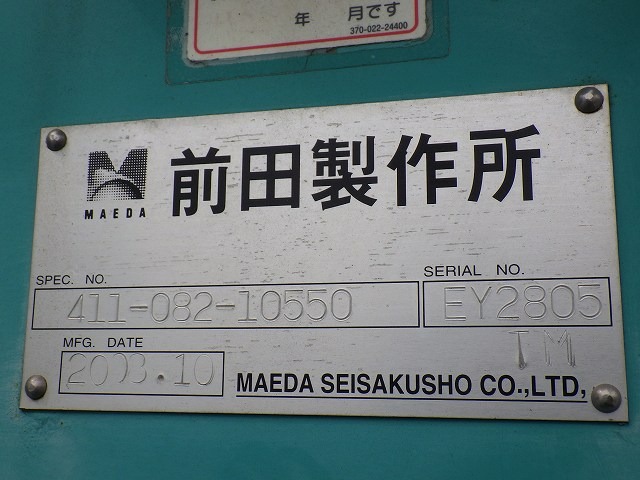 年 月です
370-022-24400
MAEDA
前田製作所
SPEC. NO.
SERIAL NO.
411-082-10550
EY2805
TM
MFG. DATE
2003.10
MAEDA SEISAKUSHO CO.,LTD,